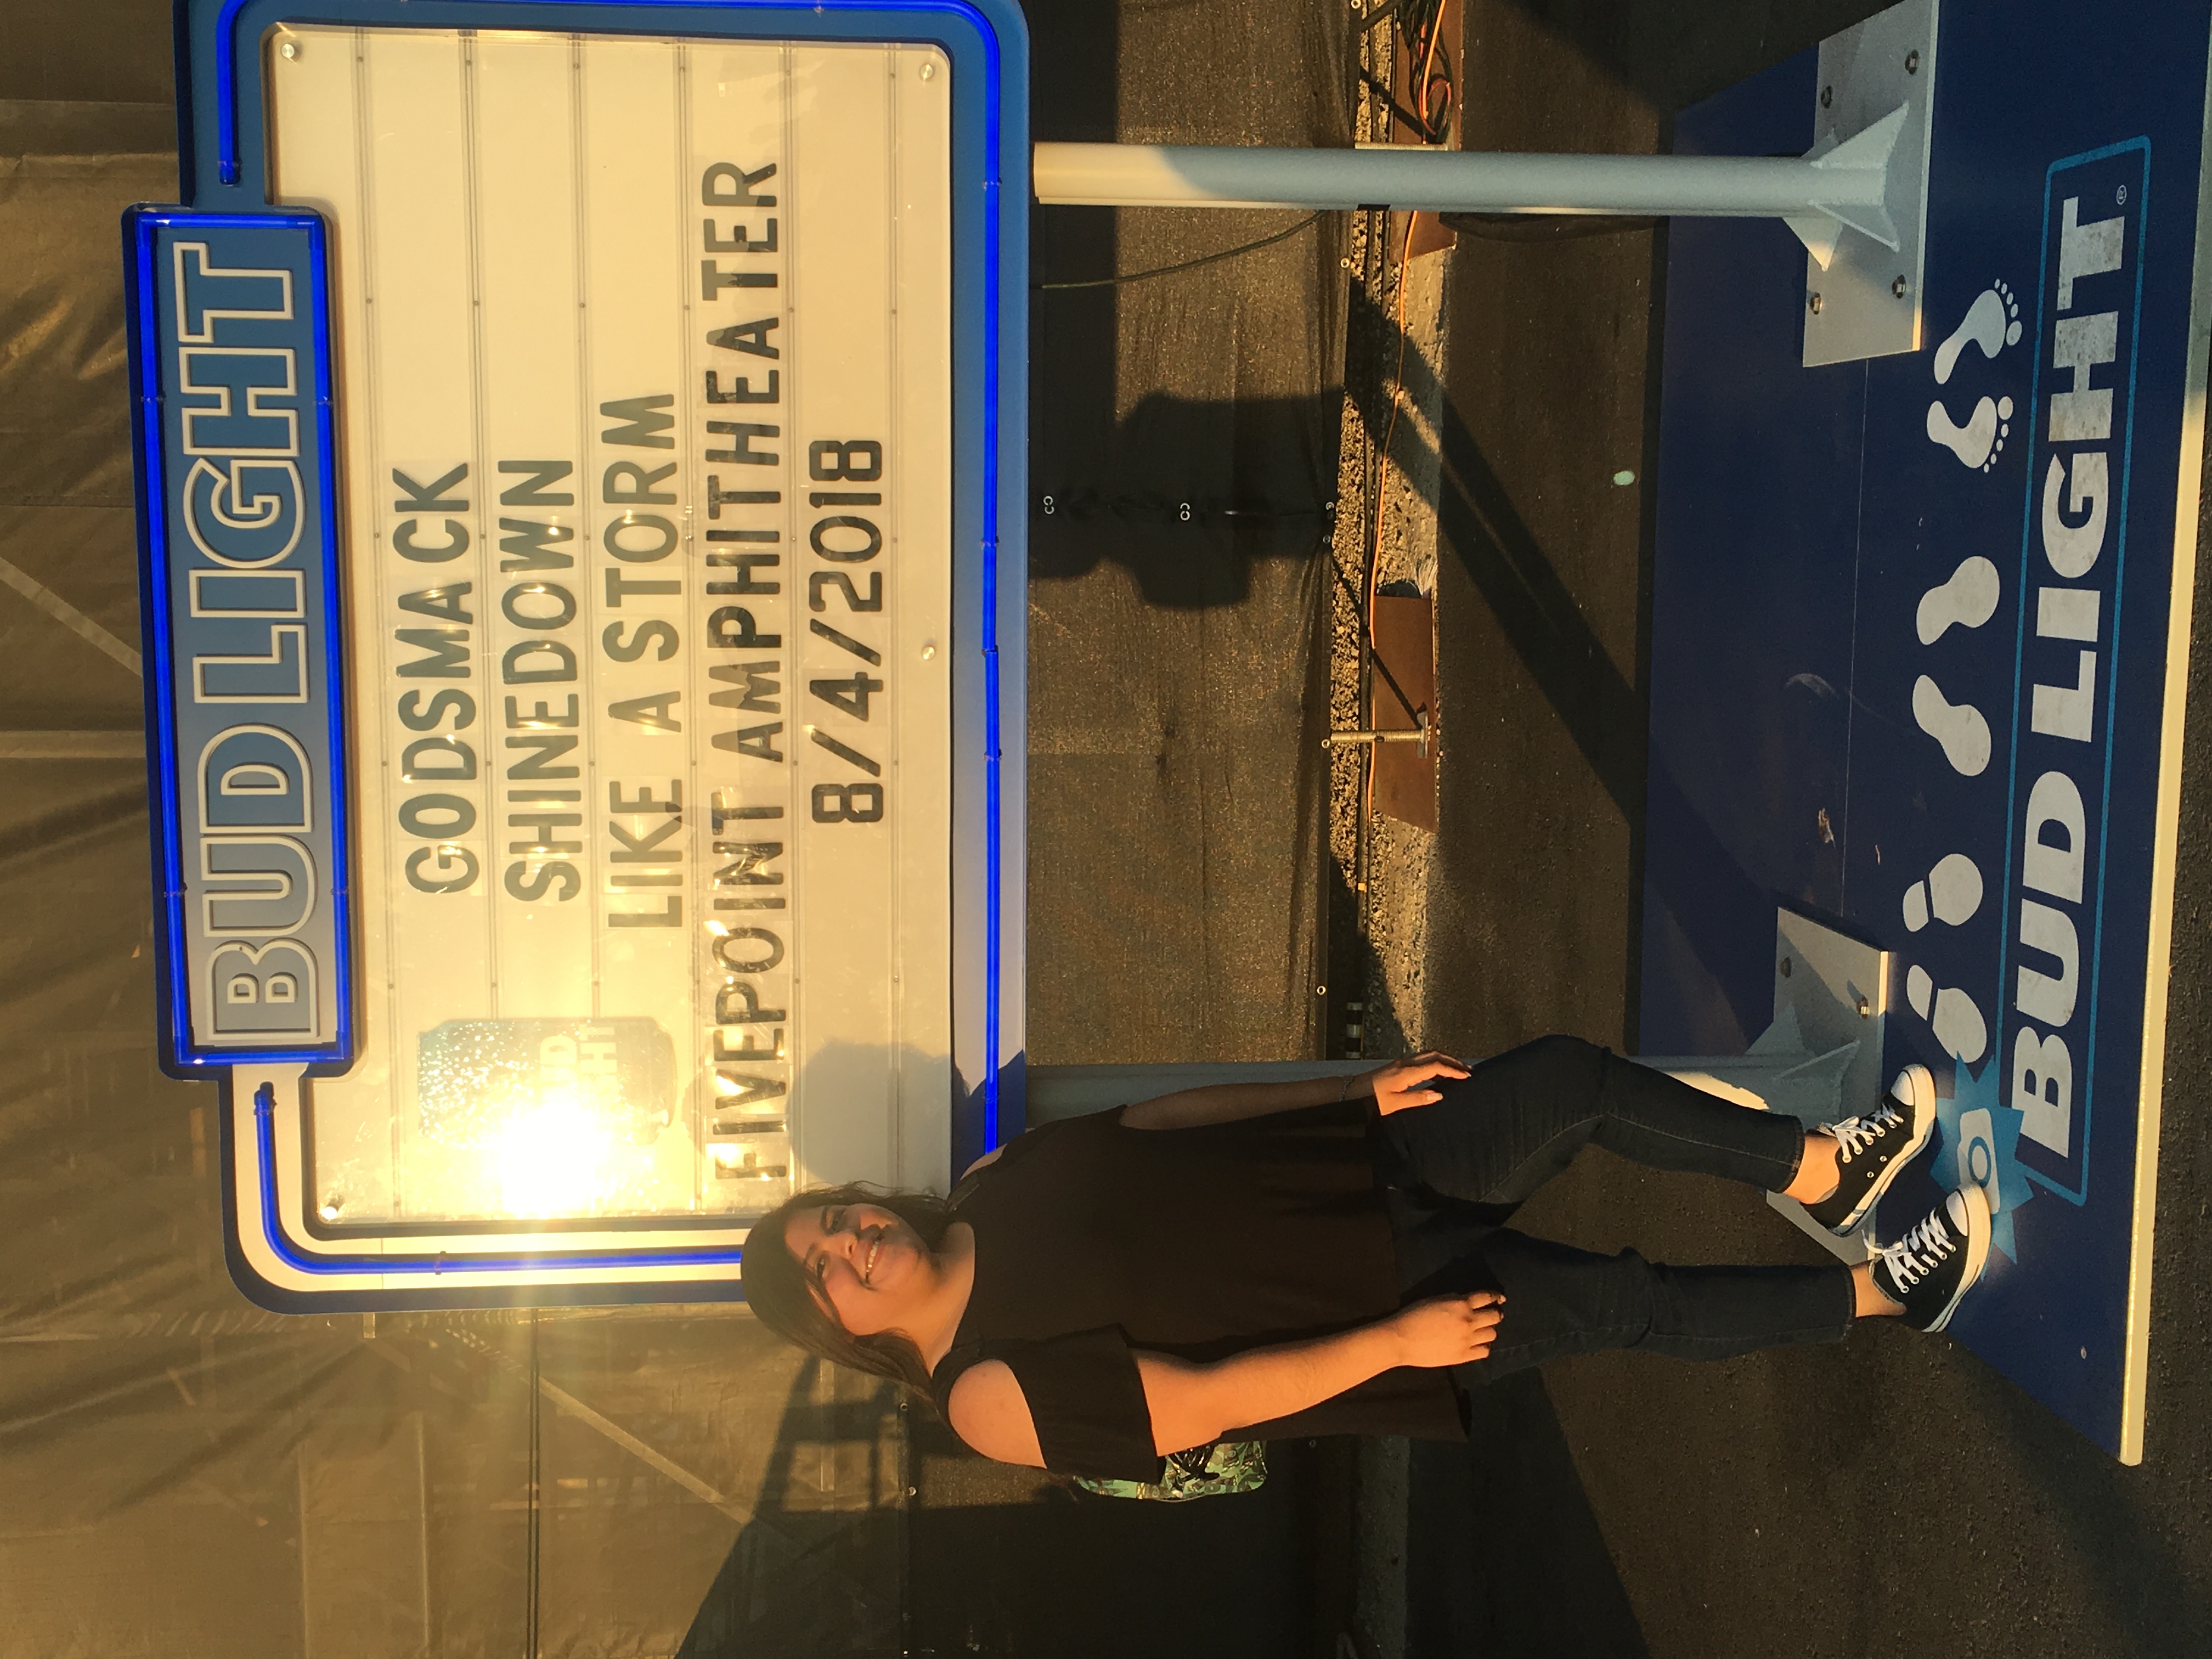 BUD LIGHT
GODSMACK
SHINEDOWN
LIKE A STORM
FIVEPOINT AMPHITHEATER
8/4/2018
BUD LIGHT®